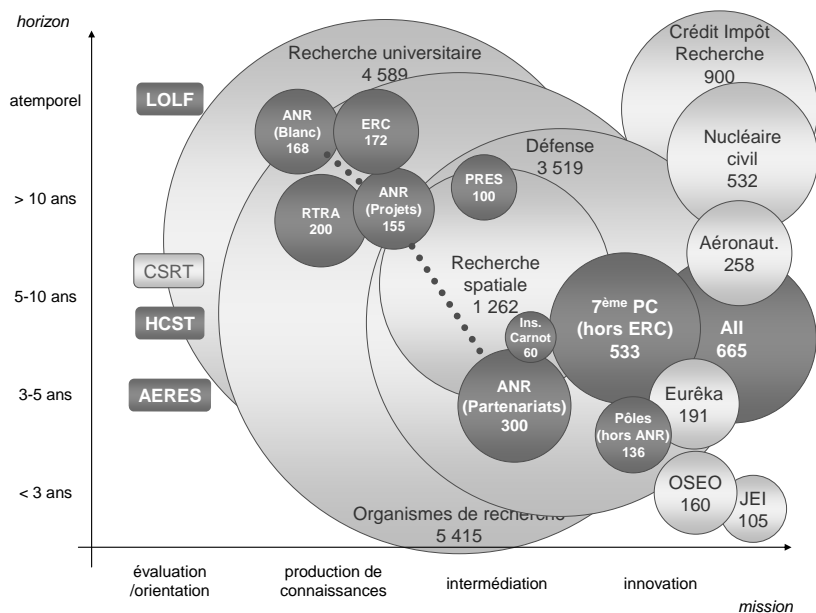 horizon
Recherche universitaire
4 589
Crédit Impôt
Recherche
900
atemporel
LOLF
ANR
(Blanc)
168
ERC
172
Défense
3 519
Nucléaire
civil
532
> 10 ans
RTRA
200
ANR
(Projets)
155
PRES
100
Aéronaut.
258
CSRT
Recherche
spatiale
1 262
5-10 ans
HCST
Ins.
Carnot
60
7ème PC
(hors ERC)
533
AII
665
3-5 ans
AERES
ANR
(Partenariats)
300
Eurêka
191
Pôles
(hors ANR)
136
< 3 ans
OSEO
160
JEI
105
Organismes de recherche
5 415
évaluation
/orientation
production de
connaissances
intermédiation
innovation
mission